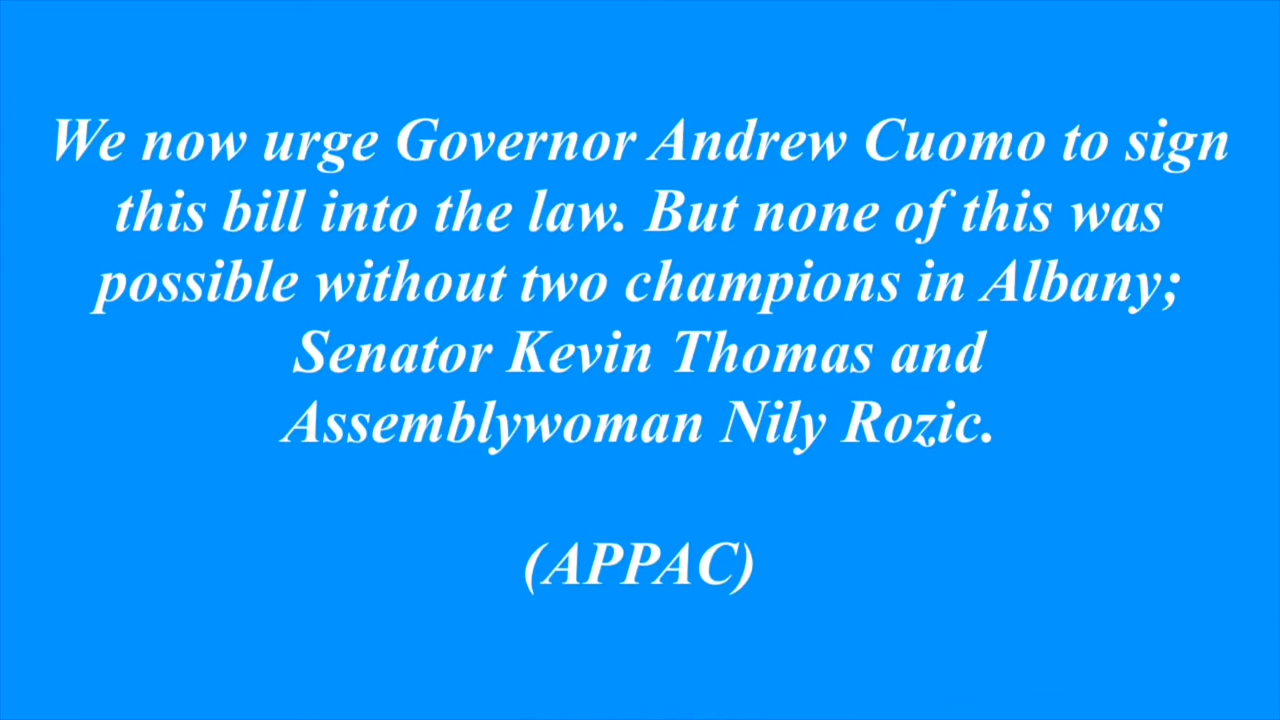 We now urge Governor Andrew Cuomo to sign
this bill into the law. But none of this was
possible without two champions in Albany;
Senator Kevin Thomas and
Assemblywoman Nily Rozic.
(APPAC)